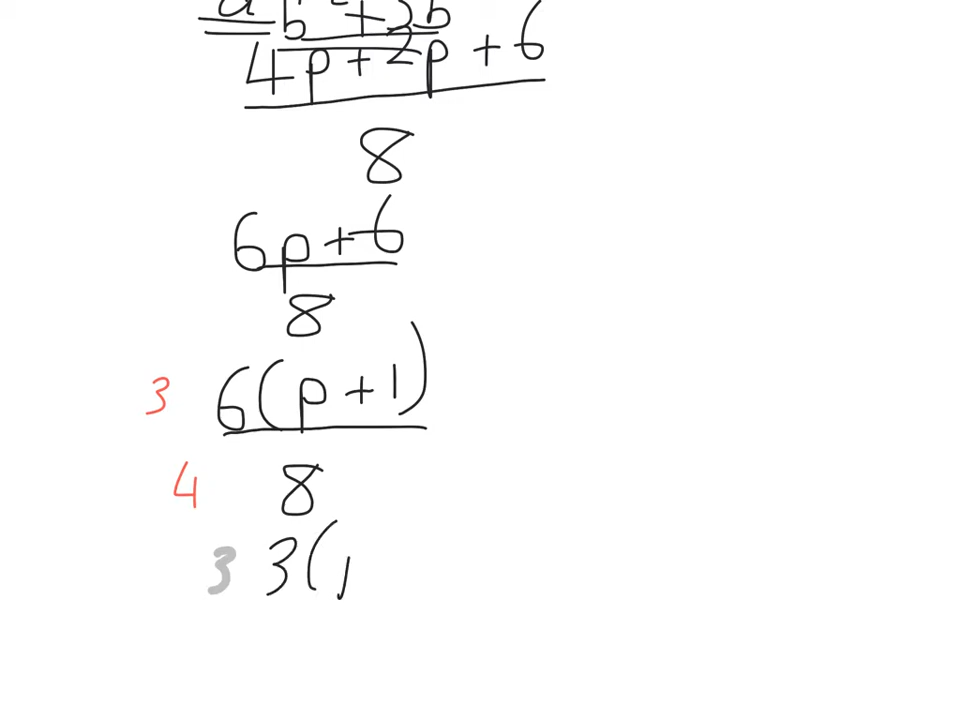 4p + 2p + 6
8
6p + 6
8
3 6(p + 1)
4 8
3 3(